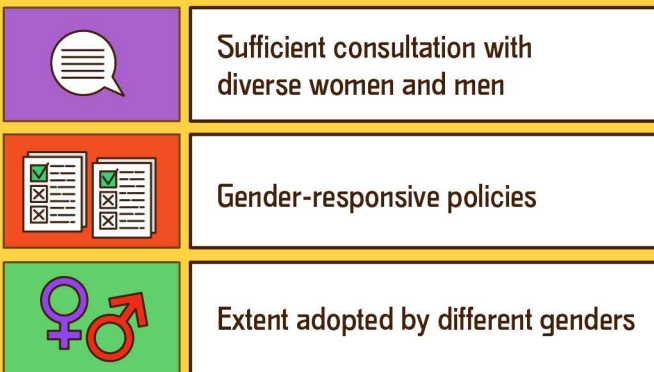 Sufficient consultation with
diverse women and men
Gender-responsive policies
Extent adopted by different genders